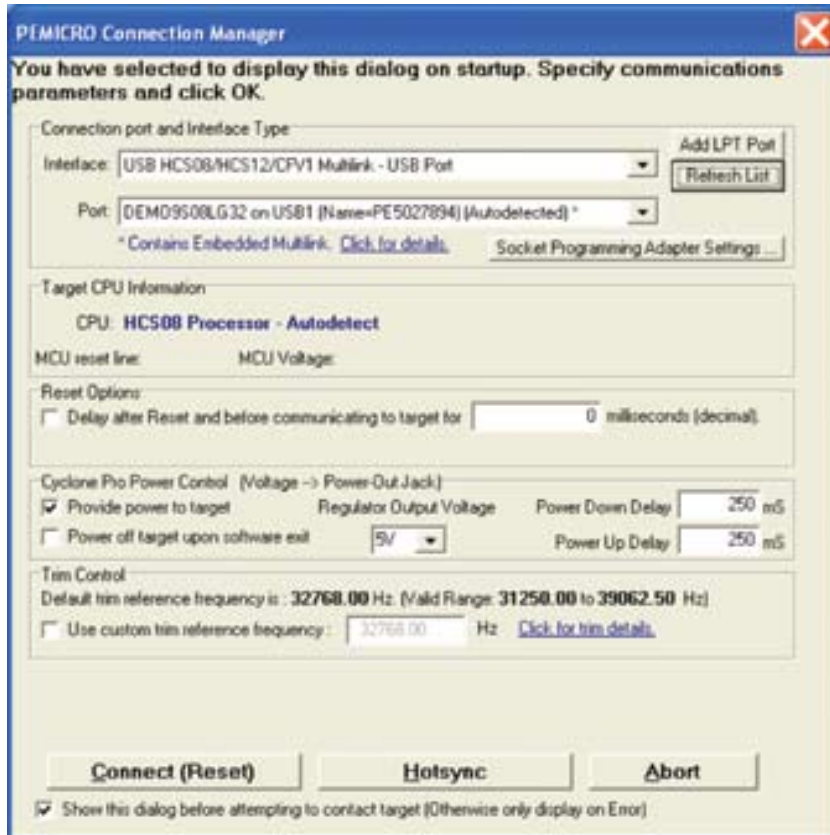 PEMICRO Connection Manager
You have selected to display this dialog on startup. Specify communications
parameters and click OK.
Connection port and Interface Type
Add LPT Port
Interface: USB HCS08/HCS12/CFV1 Multilink - USB Port
Refresh List
Port: DEMO9S08LG32 on USB1 (Name=PE5027894) (Autodetected) *
* Contains Embedded Multilink. Click for details.
Socket Programming Adapter Settings ...
Target CPU Information
CPU: HCS08 Processor - Autodetect
MCU reset line: MCU Voltage:
Reset Options
Delay after Reset and before communicating to target for 0 milliseconds (decimal).
Cyclone Pro Power Control (Voltage --> Power-Out Jack)
Provide power to target Regulator Output Voltage Power Down Delay 250 mS
Power off target upon software exit 5V Power Up Delay 250 mS
Trim Control
Default trim reference frequency is : 32768.00 Hz. (Valid Range: 31250.00 to 39062.50 Hz)
Use custom trim reference frequency : 32768.00 Hz Click for trim details.
Connect (Reset) Hotsync Abort
Show this dialog before attempting to contact target (Otherwise only display on Error)